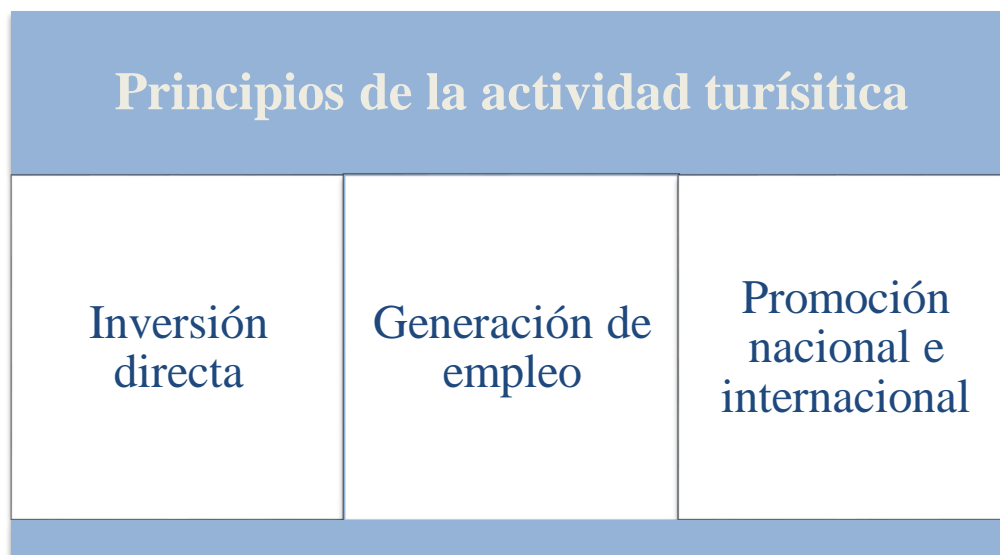 Principios de la actividad turísitica
Inversión
directa
Generación de
empleo
Promoción
nacional e
internacional